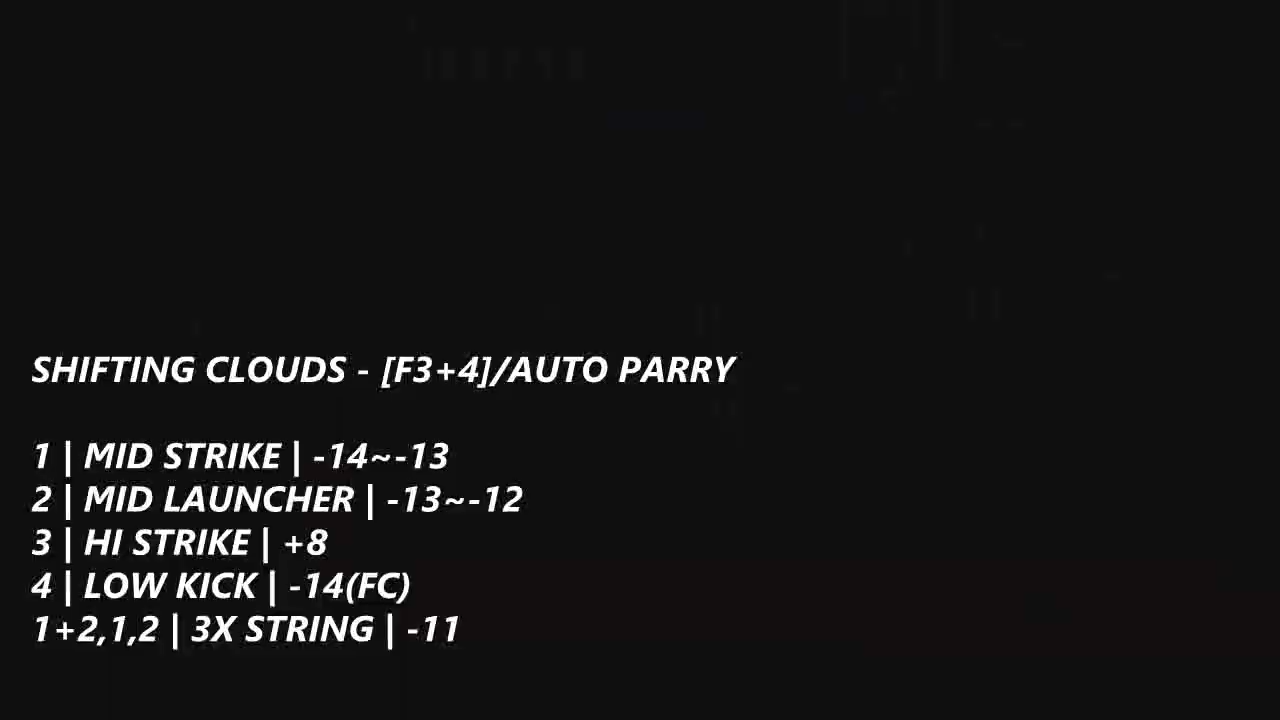 SHIFTING CLOUDS - [F3+4]/AUTO PARRY
1 | MID STRIKE | -14~-13
2 | MID LAUNCHER | -13~-12
3 | HI STRIKE | +8
4 | LOW KICK | -14(FC)
1+2,1,2 | 3X STRING | -11